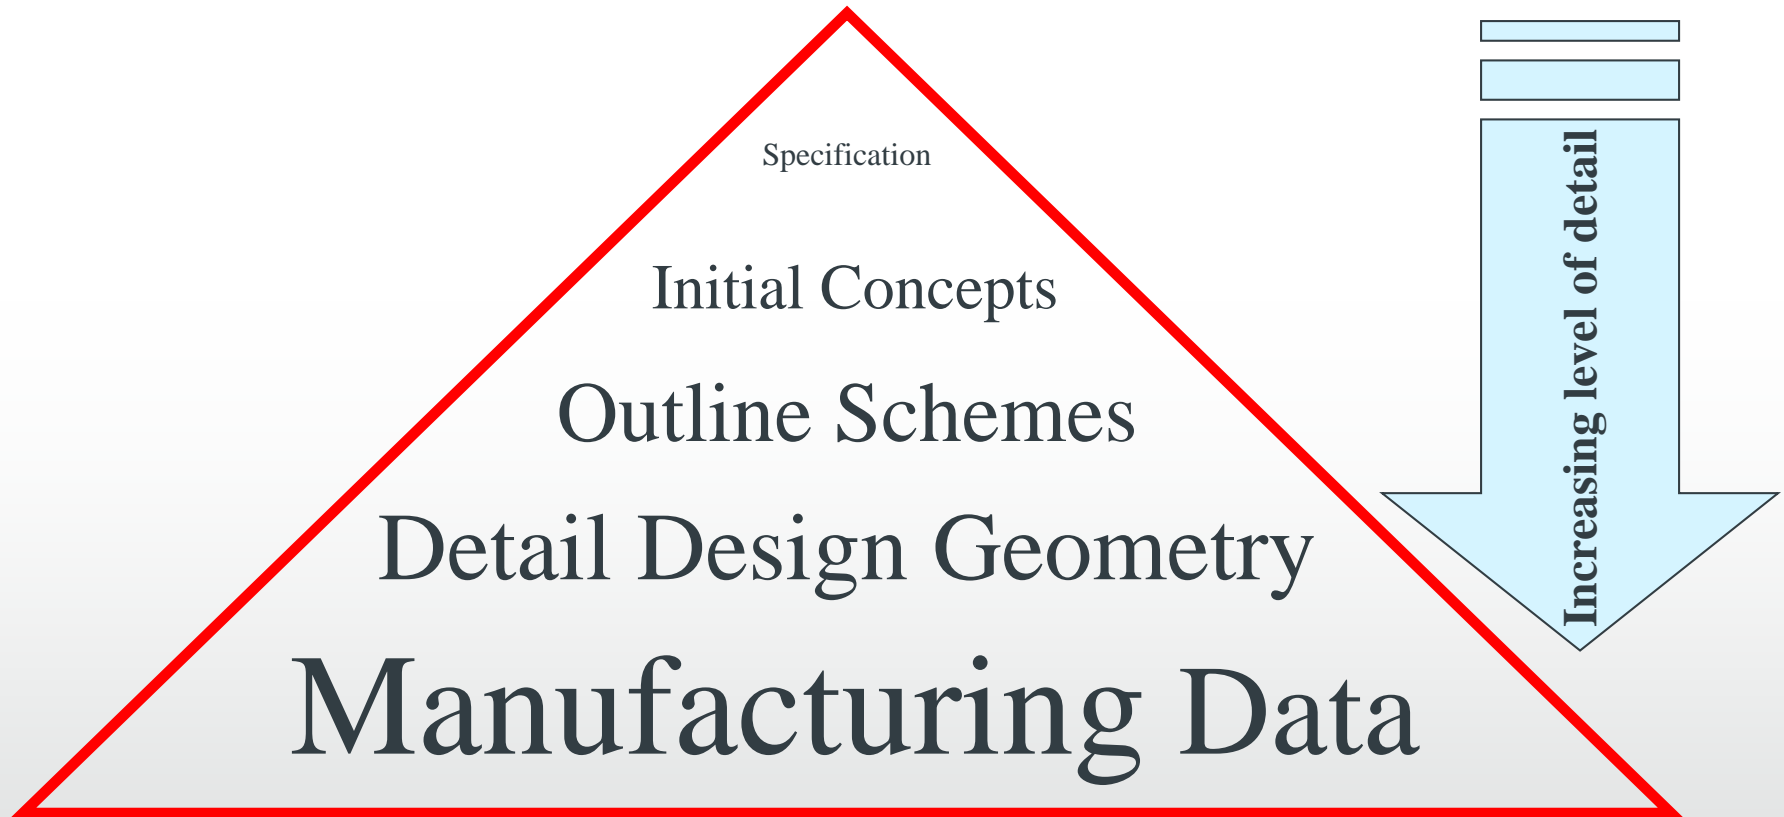 Specification
Initial Concepts
Outline Schemes
Detail Design Geometry
Manufacturing Data
Increasing level of detail